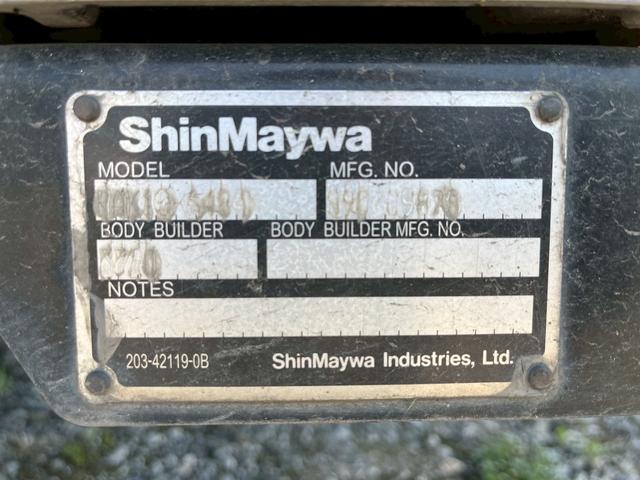 ShinMaywa
MODEL MFG. NO.
BODY BUILDER BODY BUILDER MFG. NO.
NOTES
203-42119-0B ShinMaywa Industries, Ltd.